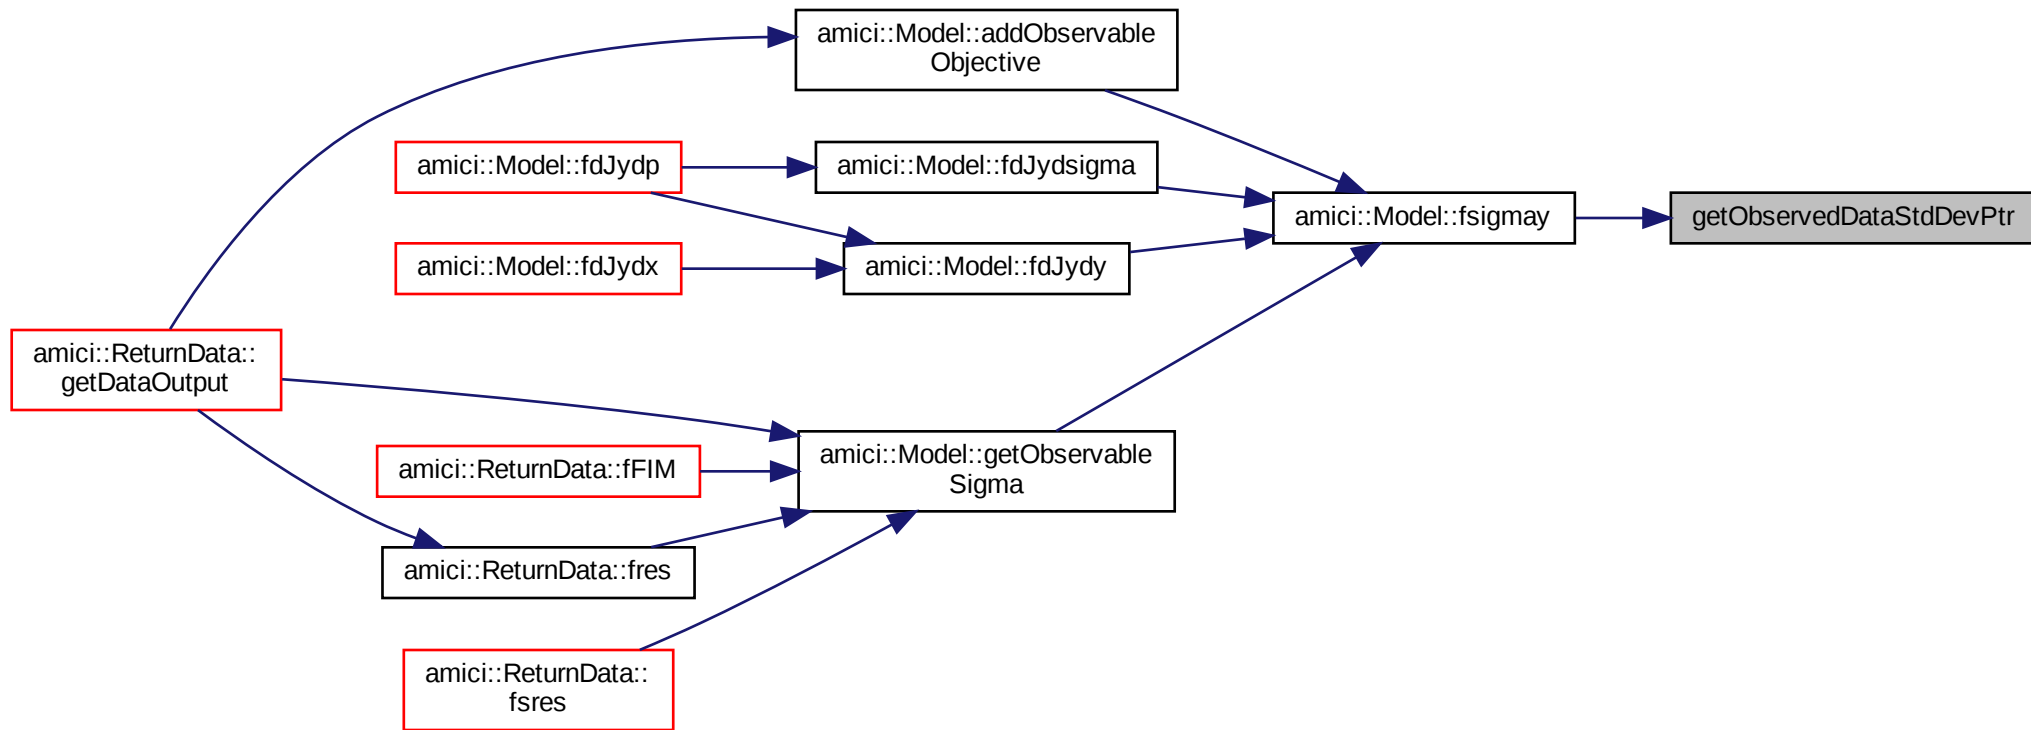 amici::Model::addObservable
Objective
amici::Model::fdJydp
amici::Model::fdJydsigma
amici::Model::fsigmay
getObservedDataStdDevPtr
amici::Model::fdJydx
amici::Model::fdJydy
amici::ReturnData::
getDataOutput
amici::ReturnData::fFIM
amici::Model::getObservable
Sigma
amici::ReturnData::fres
amici::ReturnData::
fsres